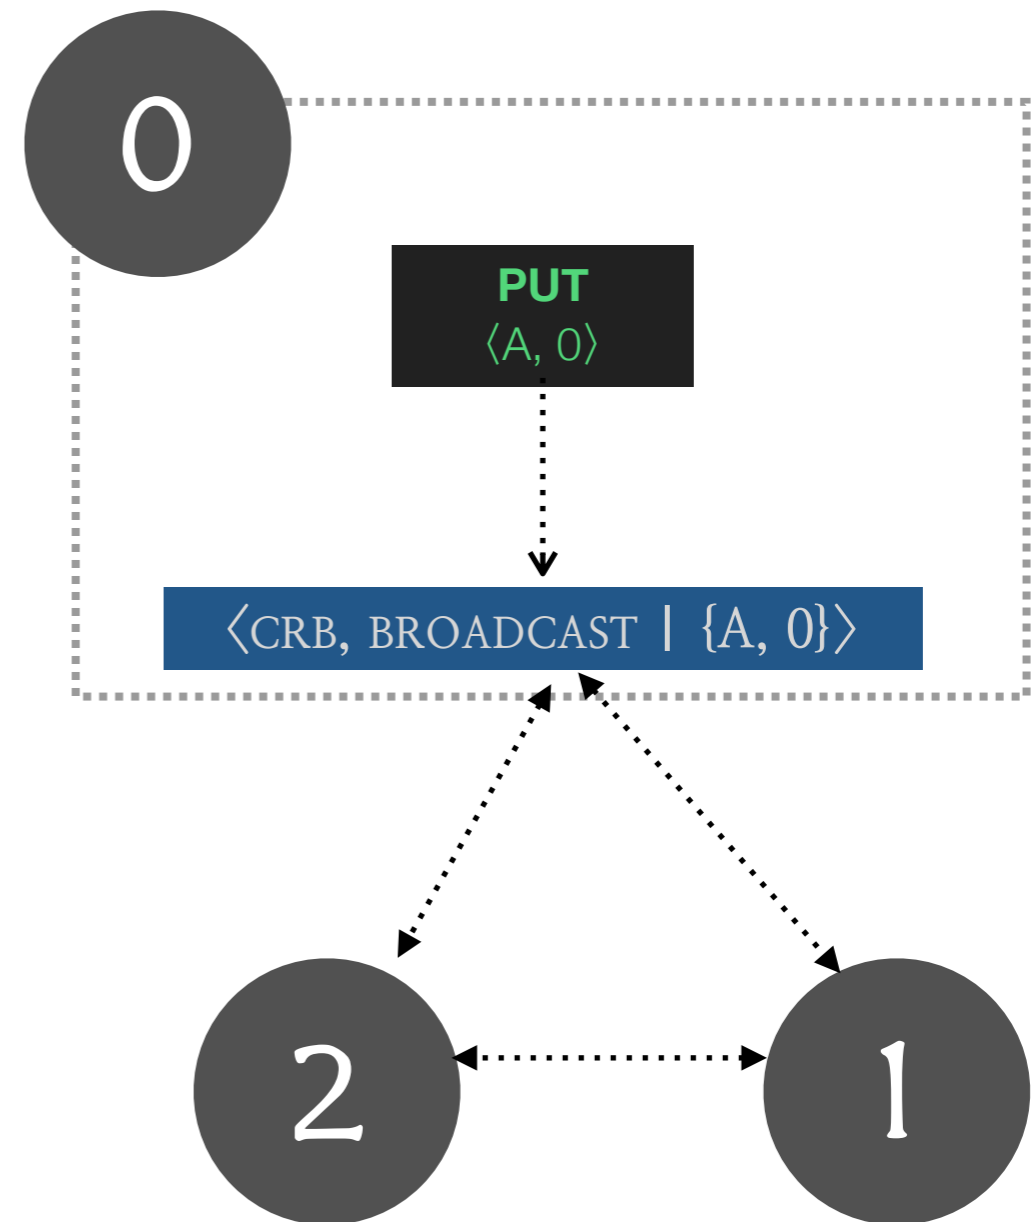 0
PUT
⟨A, 0⟩
⟨CRB, BROADCAST | {A, 0}⟩
2
1